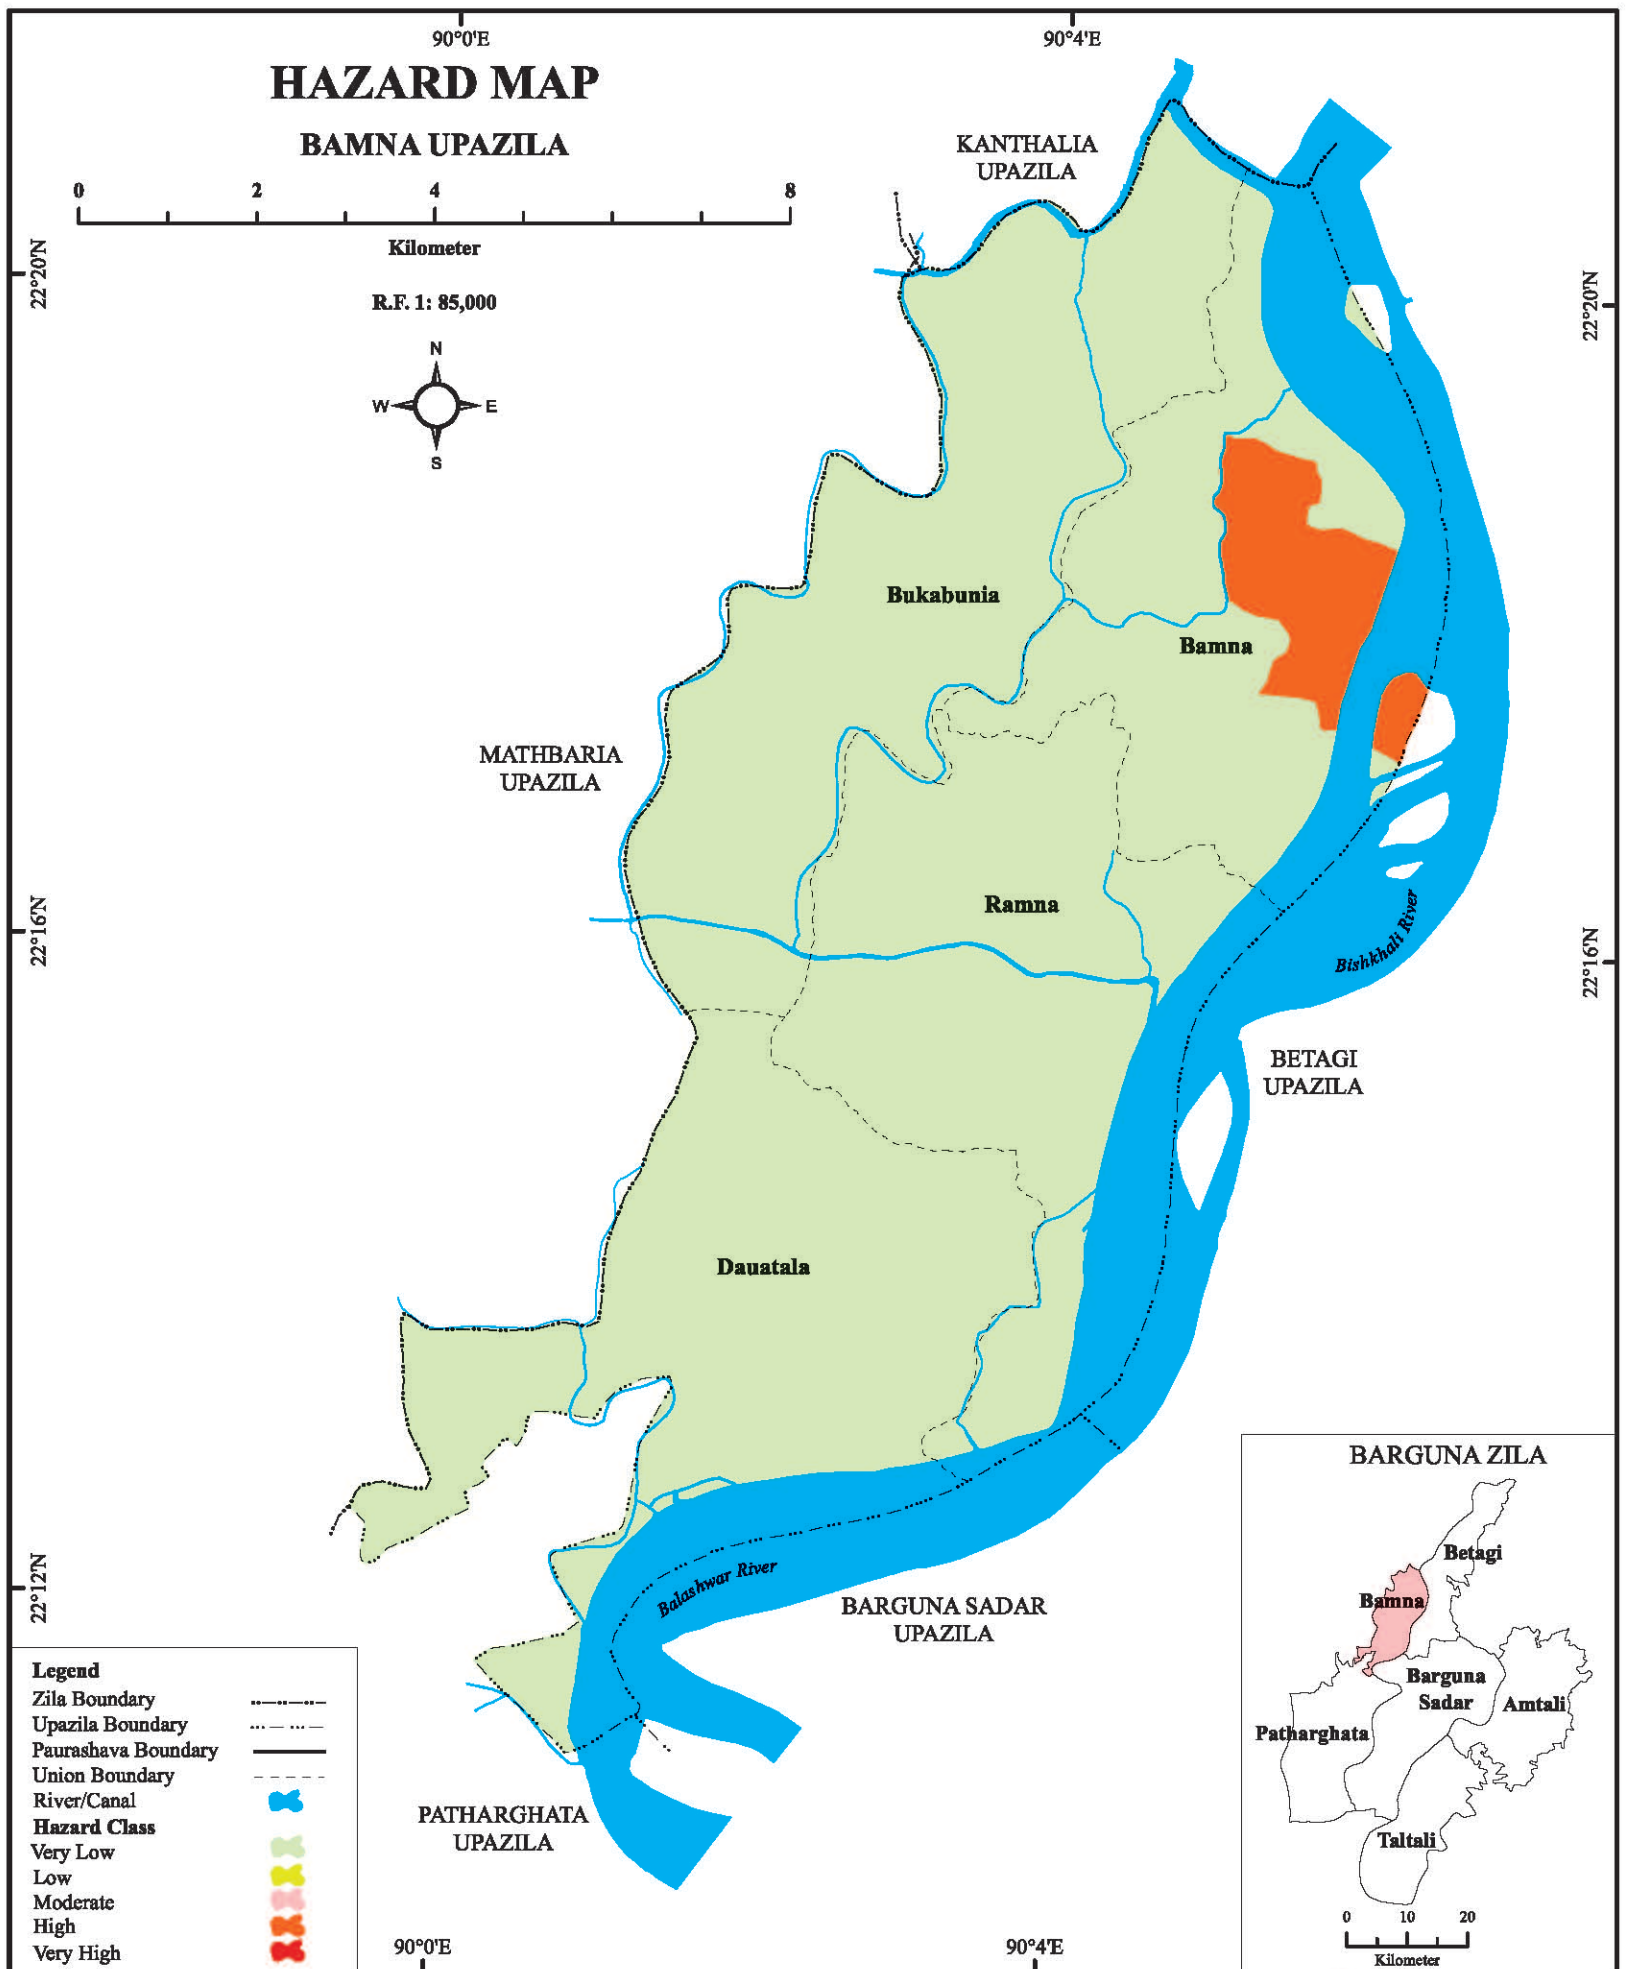 90°0'E
90°4'E
HAZARD MAP
BAMNA UPAZILA
0 2 4 8
Kilometer
R.F. 1: 85,000
N
W E
S
22°20'N
22°20'N
KANTHALIA
UPAZILA
Bukabunia
Bamna
MATHBARIA
UPAZILA
Ramna
22°16'N
22°16'N
Bishkhali River
BETAGI
UPAZILA
Dauatala
22°12'N
Balashwar River
BARGUNA SADAR
UPAZILA
PATHARGHATA
UPAZILA
Legend
Zila Boundary
Upazila Boundary
Paurashava Boundary
Union Boundary
River/Canal
Hazard Class
Very Low
Low
Moderate
High
Very High
BARGUNA ZILA
Betagi
Bamna
Barguna
Sadar
Amtali
Patharghata
Taltali
0 10 20
Kilometer
90°0'E
90°4'E